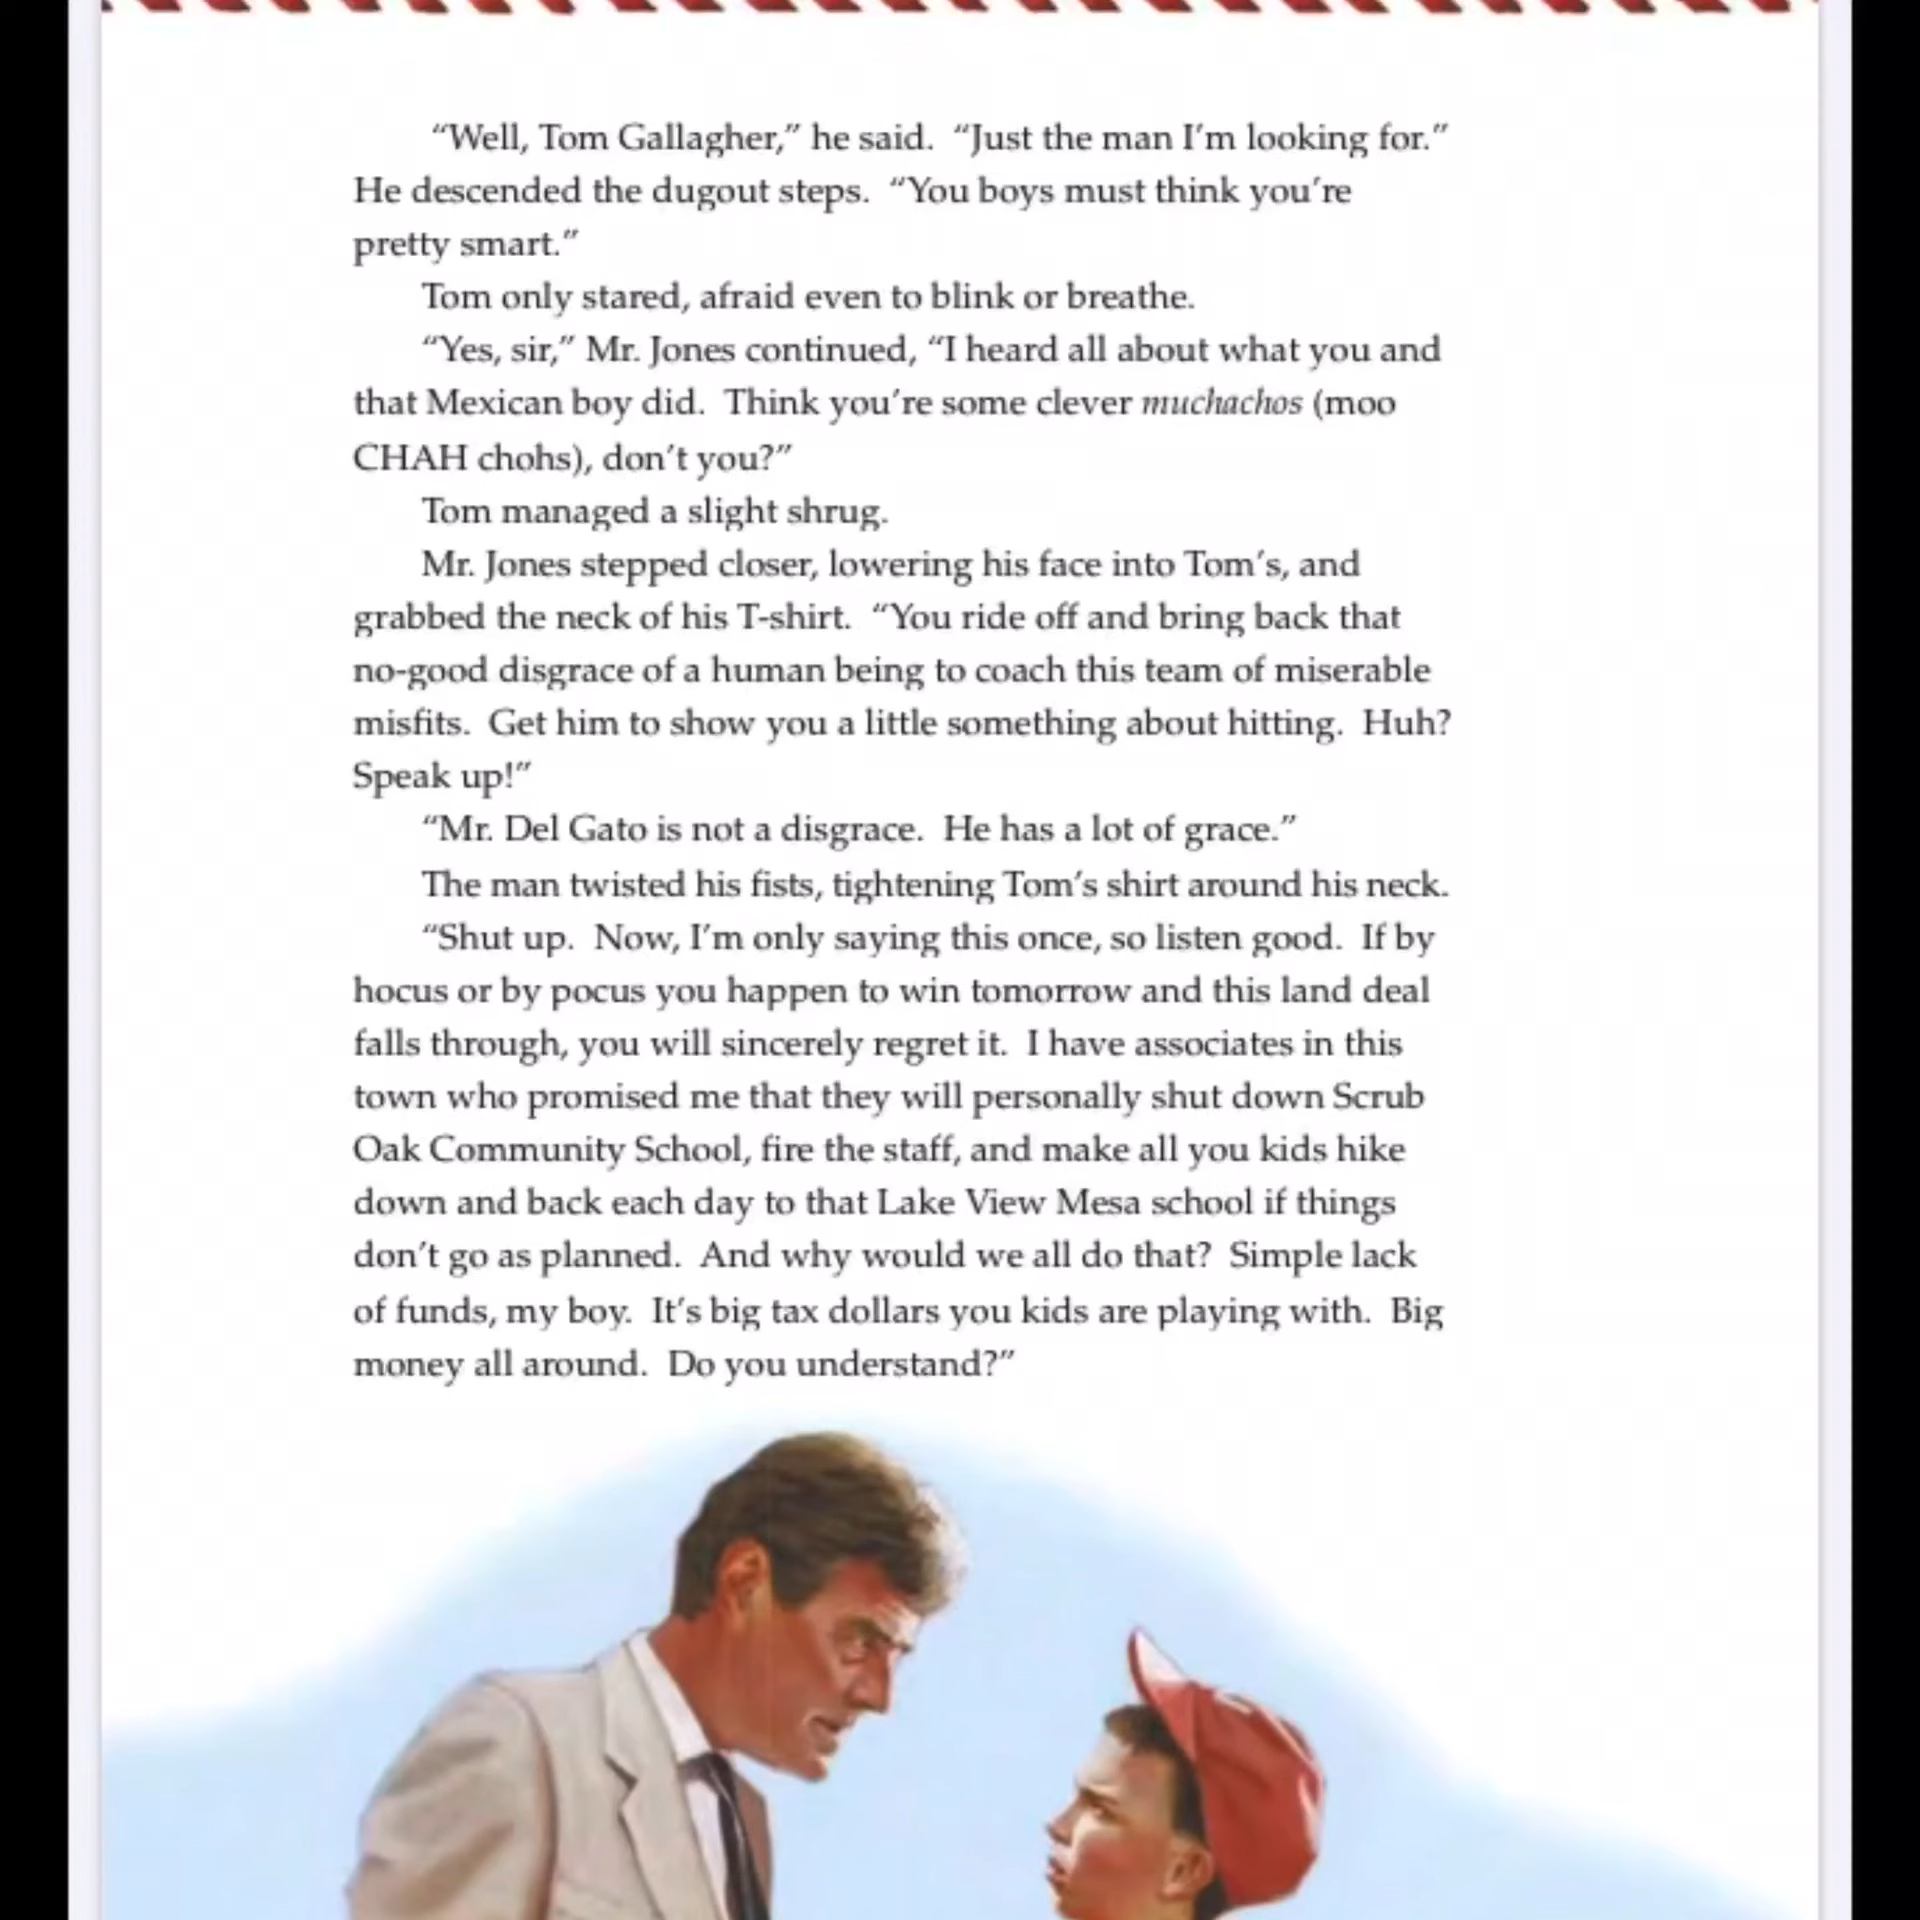 “Well, Tom Gallagher,” he said. “Just the man I’m looking for.”
He descended the dugout steps. “You boys must think you’re
pretty smart.”
Tom only stared, afraid even to blink or breathe.
“Yes, sir,” Mr. Jones continued, “I heard all about what you and
that Mexican boy did. Think you’re some clever muchachos (moo
CHAH chohs), don’t you?”
Tom managed a slight shrug.
Mr. Jones stepped closer, lowering his face into Tom’s, and
grabbed the neck of his T-shirt. “You ride off and bring back that
no-good disgrace of a human being to coach this team of miserable
misfits. Get him to show you a little something about hitting. Huh?
Speak up!”
“Mr. Del Gato is not a disgrace. He has a lot of grace.”
The man twisted his fists, tightening Tom’s shirt around his neck.
“Shut up. Now, I’m only saying this once, so listen good. If by
hocus or by pocus you happen to win tomorrow and this land deal
falls through, you will sincerely regret it. I have associates in this
town who promised me that they will personally shut down Scrub
Oak Community School, fire the staff, and make all you kids hike
down and back each day to that Lake View Mesa school if things
don’t go as planned. And why would we all do that? Simple lack
of funds, my boy. It’s big tax dollars you kids are playing with. Big
money all around. Do you understand?”